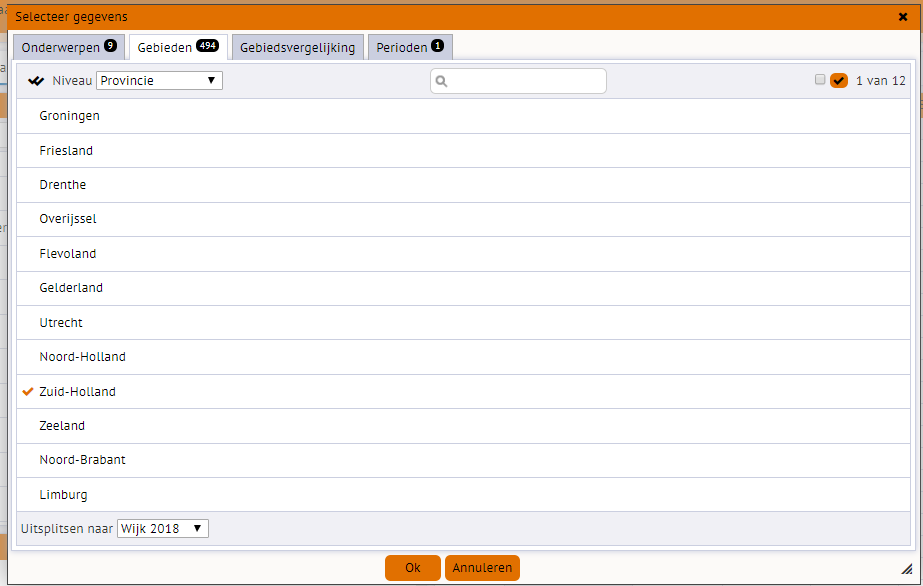 Selecteer gegevens
Onderwerpen 9 Gebieden 494 Gebiedsvergelijking Perioden 1
Niveau Provincie 1 van 12
Groningen
Friesland
Drenthe
Overijssel
Flevoland
Gelderland
Utrecht
Noord-Holland
Zuid-Holland
Zeeland
Noord-Brabant
Limburg
Uitsplitsen naar Wijk 2018
Ok Annuleren